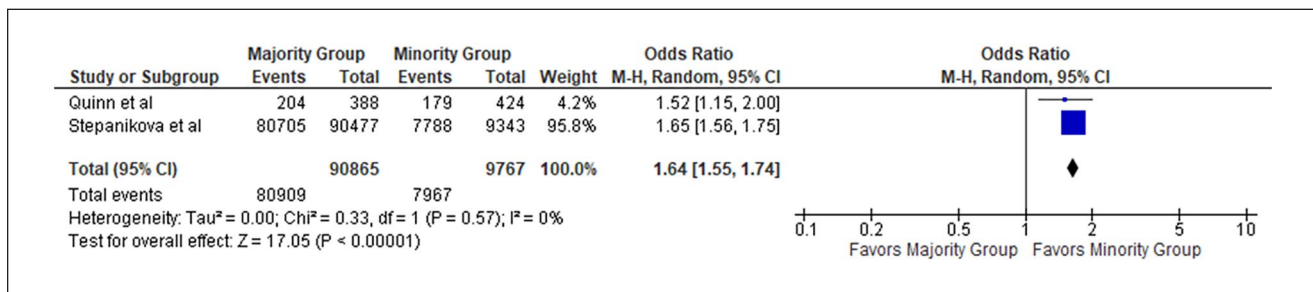 Majority Group Minority Group Odds Ratio Odds Ratio
Study or Subgroup Events Total Events Total Weight M-H, Random, 95% CI M-H, Random, 95% CI
Quinn et al 204 388 179 424 4.2% 1.52 [1.15, 2.00]
Stepanikova et al 80705 90477 7788 9343 95.8% 1.65 [1.56, 1.75]
Total (95% CI) 90865 9767 100.0% 1.64 [1.55, 1.74]
Total events 80909 7967
Heterogeneity: Tau² = 0.00; Chi² = 0.33, df = 1 (P = 0.57); I² = 0%
Test for overall effect: Z = 17.05 (P < 0.00001)
0.1 0.2 0.5 1 2 5 10
Favors Majority Group Favors Minority Group